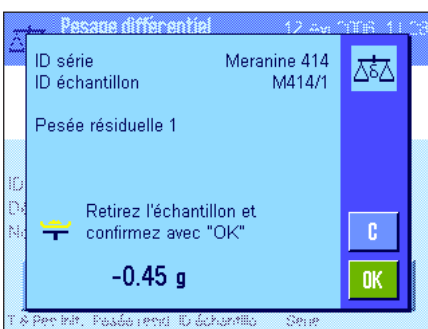 Pesage différentiel
ID série Meranine 414
ID échantillon M414/1
Pesée résiduelle 1
Retirez l'échantillon et
confirmez avec "OK"
C
-0.45 g
OK